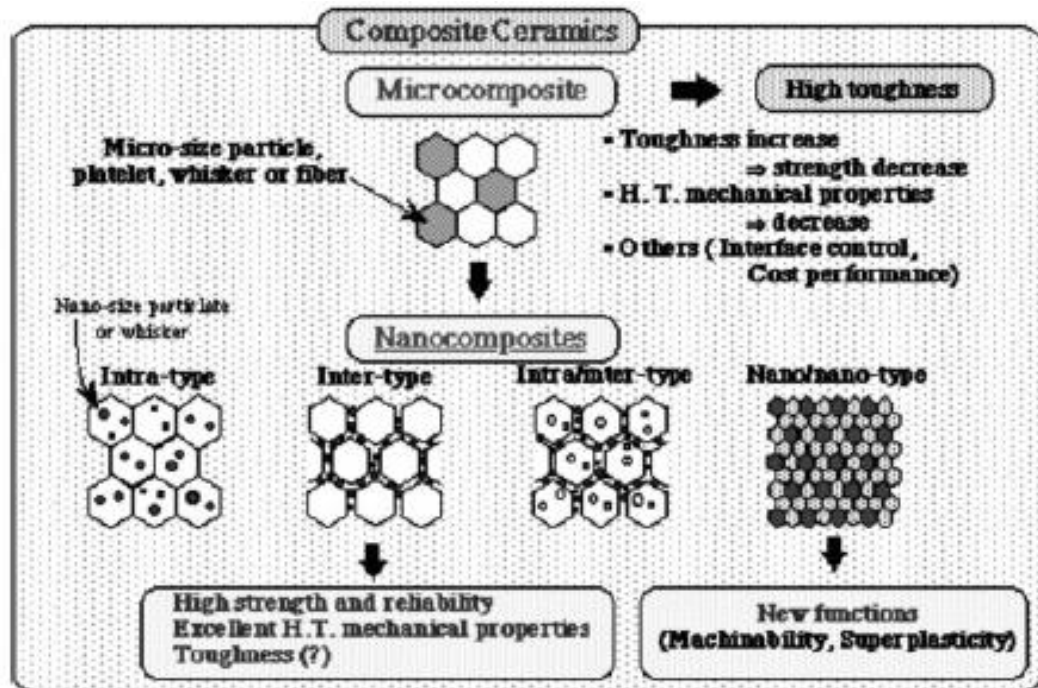 Composite Ceramics
Microcomposite
High toughness
Micro-size particle,
platelet, whisker or fiber
- Toughness increase
⇒ strength decrease
- H. T. mechanical properties
⇒ decrease
- Others ( Interface control,
Cost performance)
Nano-size particlate
or whisker
Nanocomposites
Intra-type
Inter-type
Intra/inter-type
Nano/nano-type
High strength and reliability
Excellent H.T. mechanical properties
Toughness (?)
New functions
(Machinability, Superplasticity)